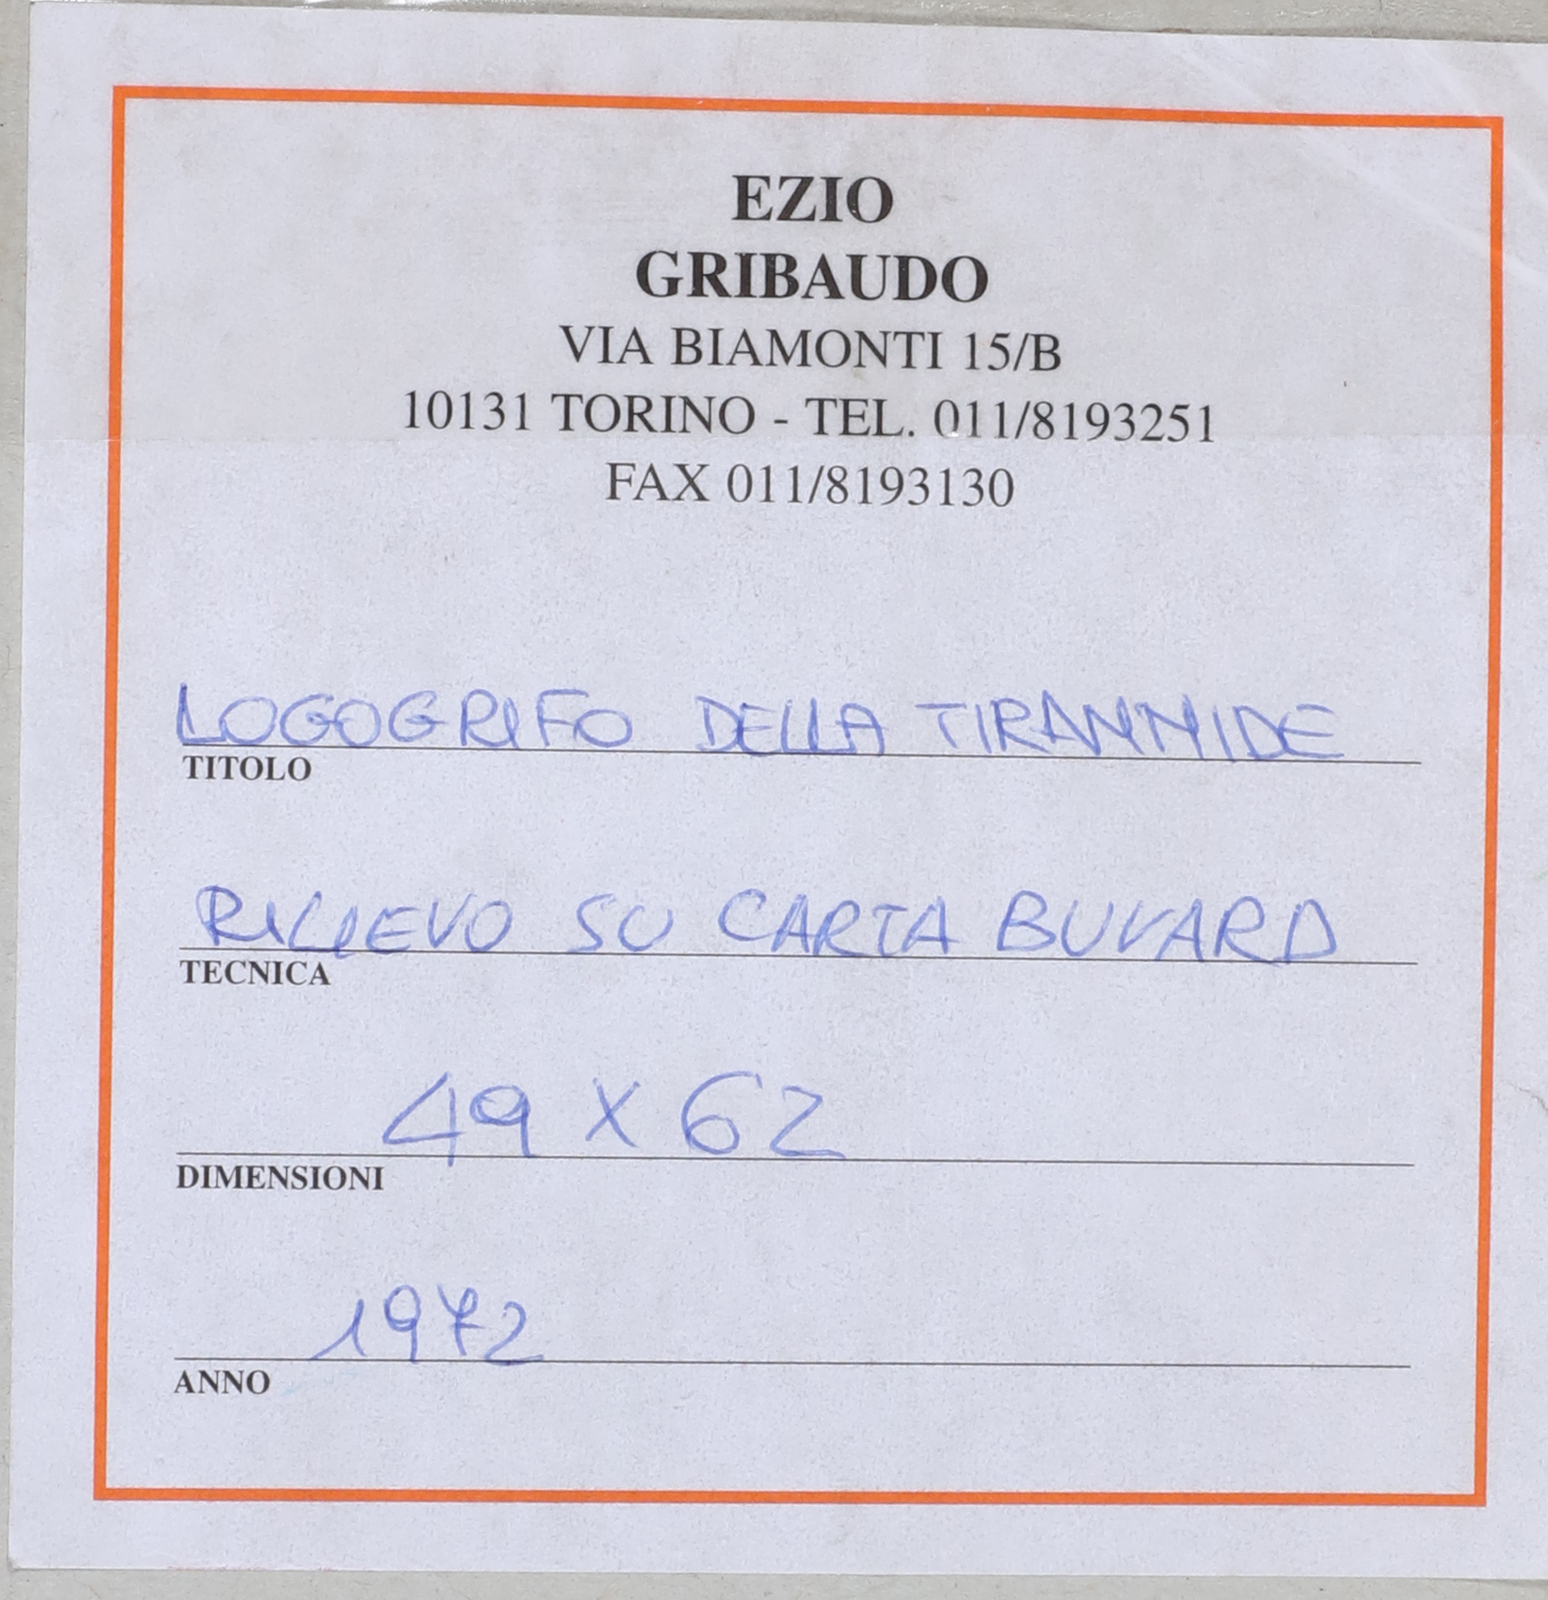 EZIO
GRIBAUDO
VIA BIAMONTI 15/B
10131 TORINO - TEL. 011/8193251
FAX 011/8193130
LOGOGRIFO DELLA TIRANNIDE
TITOLO
RILIEVO SU CARTA BUVARD
TECNICA
49 X 62
DIMENSIONI
1972
ANNO